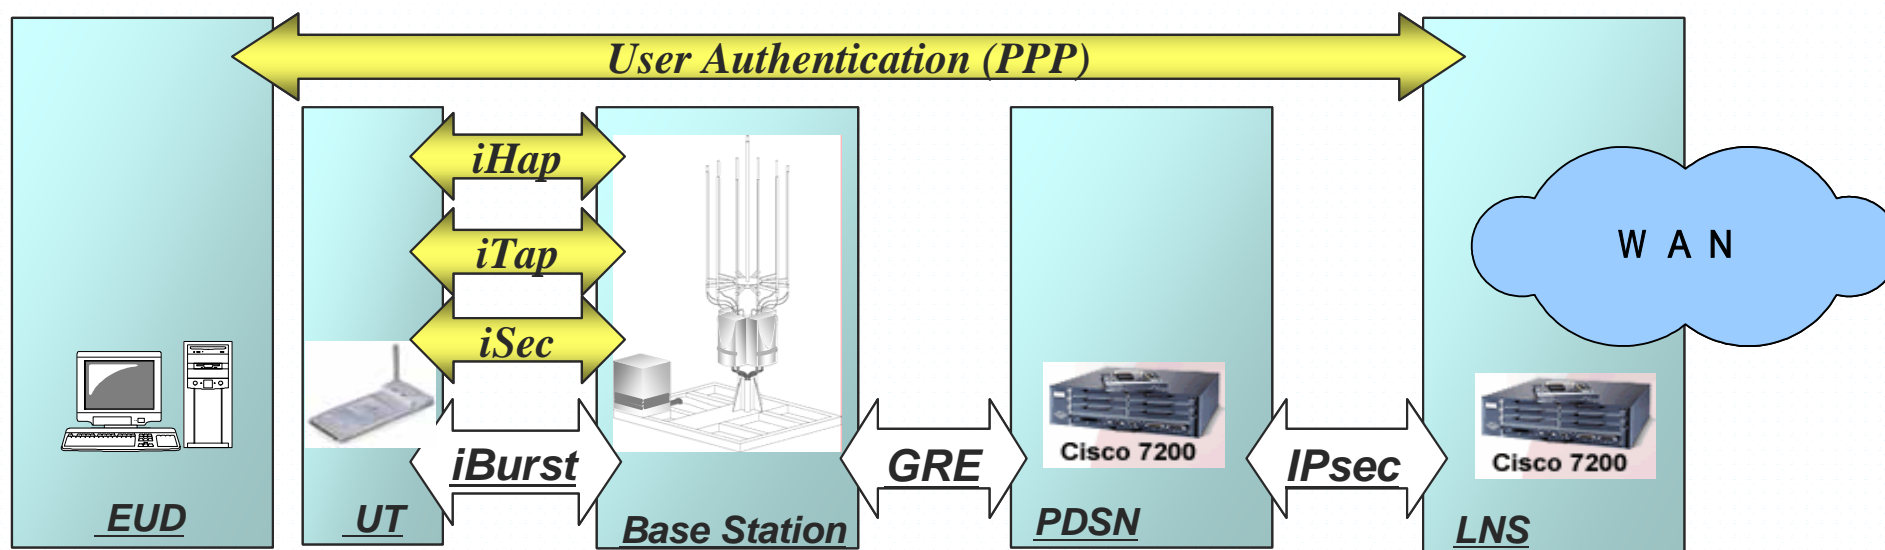 User Authentication (PPP)
iHap
iTap
iSec
W A N
iBurst
GRE
Cisco 7200
IPsec
Cisco 7200
EUD
UT
Base Station
PDSN
LNS